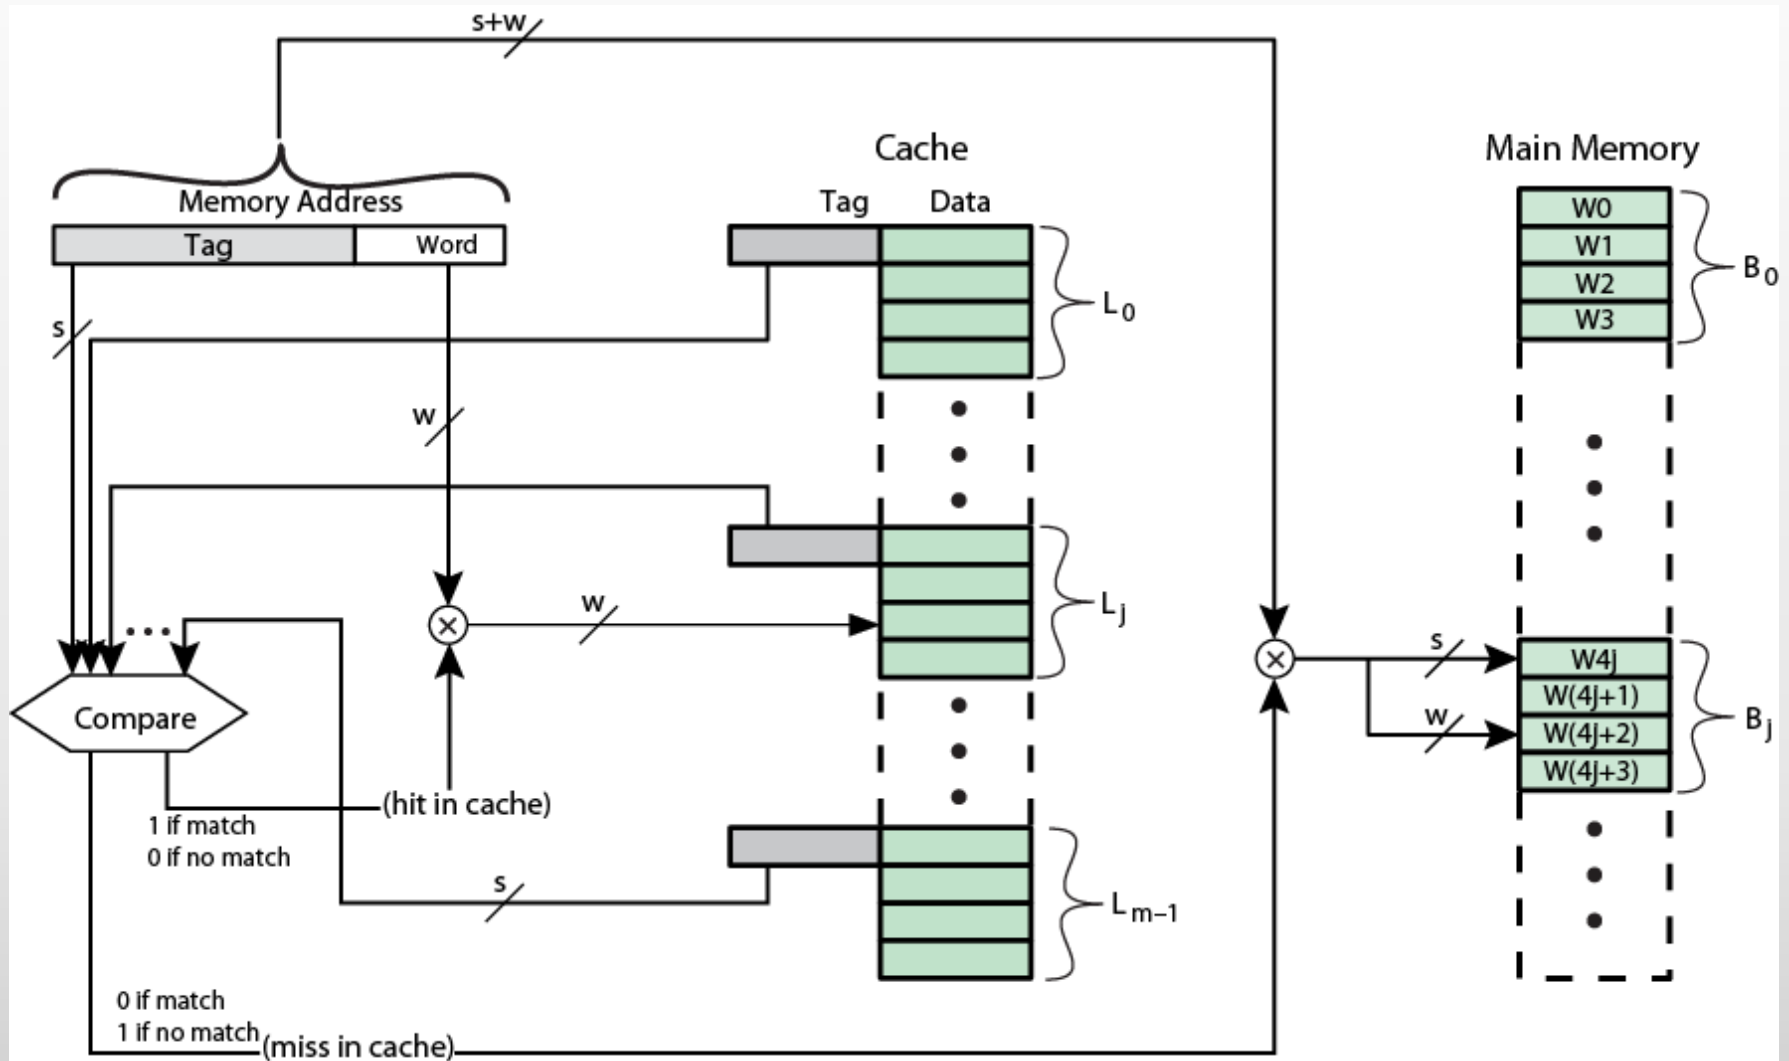 s+w
Cache
Main Memory
Memory Address
Tag Data
Tag Word
W0
W1
W2
W3
B0
L0
s
w
w
Lj
s
W4j
W(4j+1)
w
W(4j+2)
W(4j+3)
Bj
Compare
(hit in cache)
1 if match
0 if no match
s
Lm–1
0 if match
1 if no match
(miss in cache)